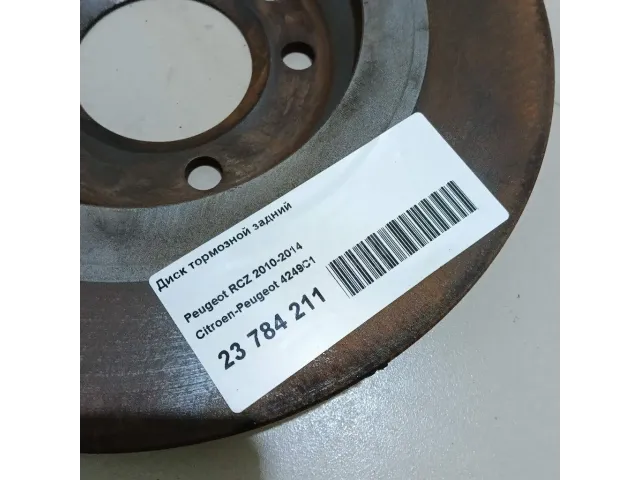 Диск тормозной задний
Peugeot RCZ 2010-2014
Citroen-Peugeot 4249C1
23 784 211